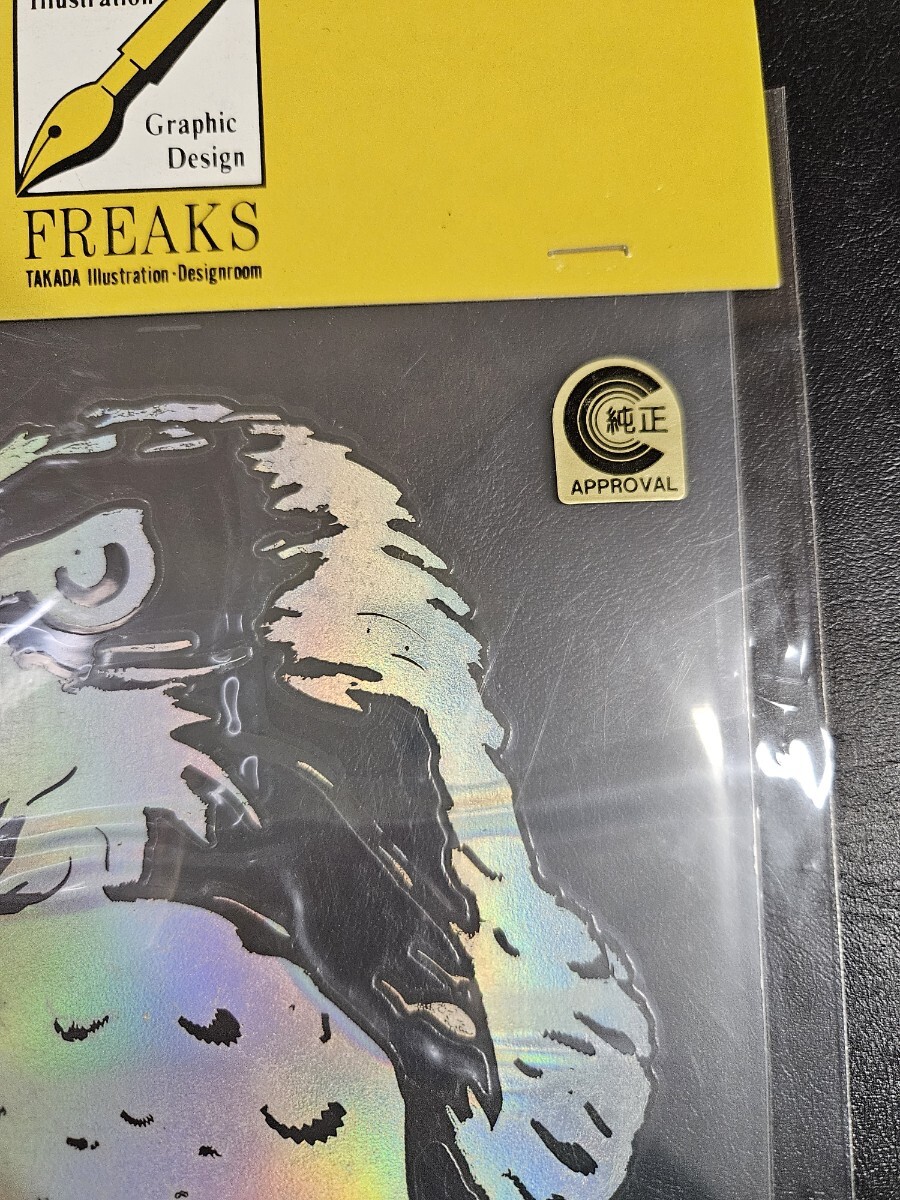 Illustration
Graphic
Design
FREAKS
TAKADA Illustration·Designroom
純正
APPROVAL